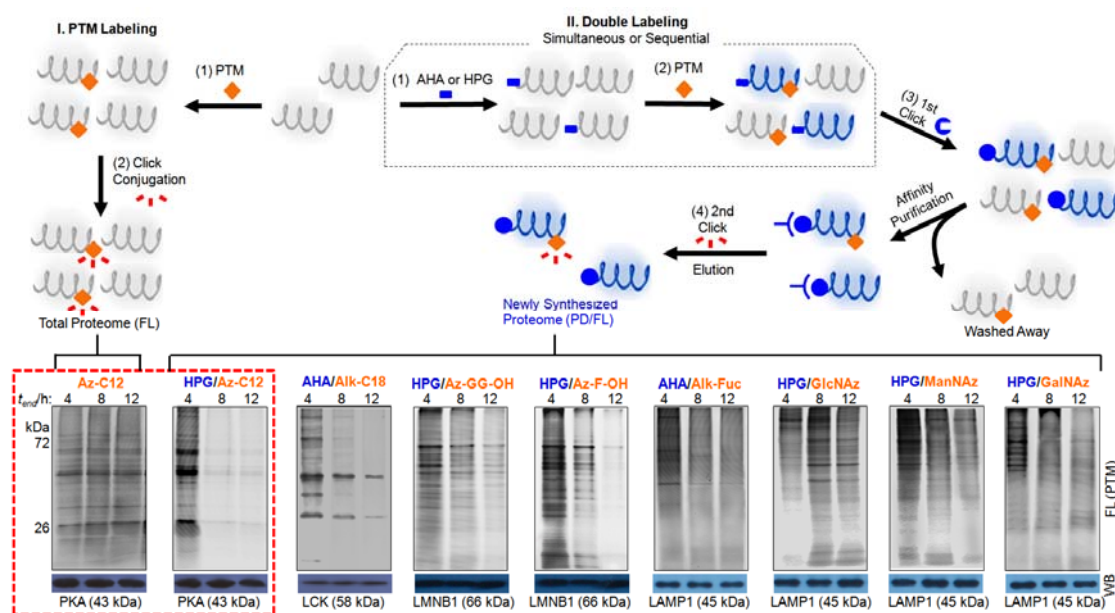 I. PTM Labeling
II. Double Labeling
Simultaneous or Sequential
(1) PTM
(1) AHA or HPG
(2) PTM
(3) 1st
Click
(2) Click
Conjugation
Affinity
Purification
(4) 2nd
Click
Elution
Newly Synthesized
Proteome (PD/FL)
Washed Away
Total Proteome (FL)
Az-C12
HPG/Az-C12
AHA/Alk-C18
HPG/Az-GG-OH
HPG/Az-F-OH
AHA/Alk-Fuc
HPG/GlcNAz
HPG/ManNAz
HPG/GalNAz
t_end/h: 4 8 12 4 8 12 4 8 12 4 8 12 4 8 12 4 8 12 4 8 12 4 8 12 4 8 12
kDa
72
26
FL (PTM)
WB
PKA (43 kDa)
PKA (43 kDa)
LCK (58 kDa)
LMNB1 (66 kDa)
LMNB1 (66 kDa)
LAMP1 (45 kDa)
LAMP1 (45 kDa)
LAMP1 (45 kDa)
LAMP1 (45 kDa)